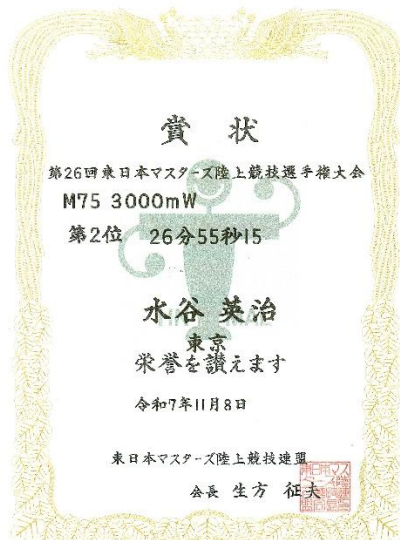 賞状
第26回東日本マスターズ陸上競技選手権大会
M75 3000mW
第2位 26分55秒15
水谷 英治
東京
栄誉を讃えます
令和7年11月8日
東日本マスターズ陸上競技連盟
会長 生方 征夫